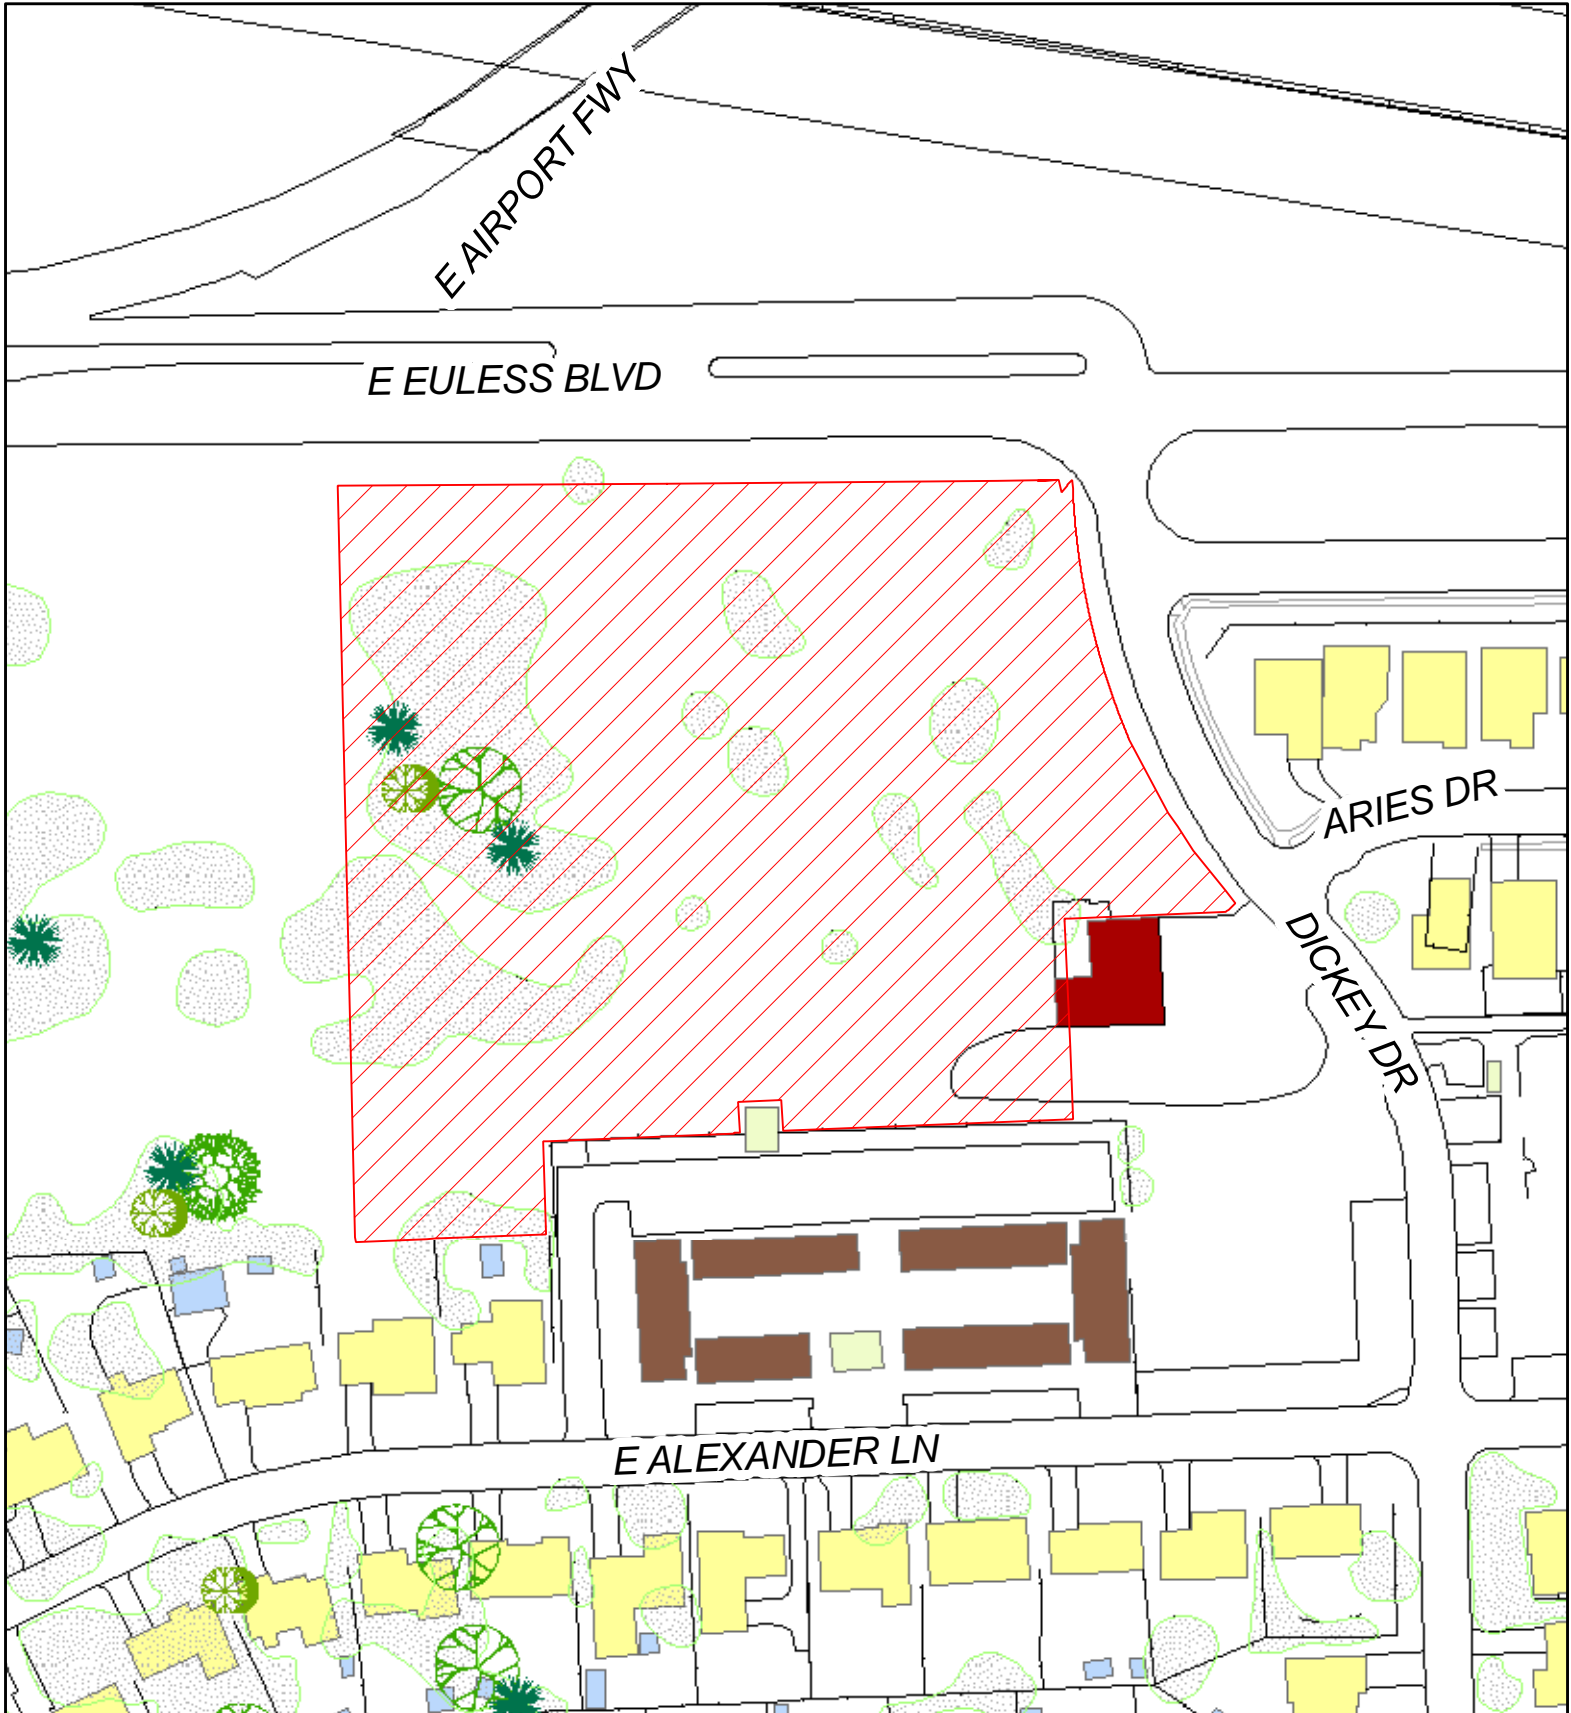 E AIRPORT FWY
E EULESS BLVD
ARIES DR
DICKEY DR
E ALEXANDER LN